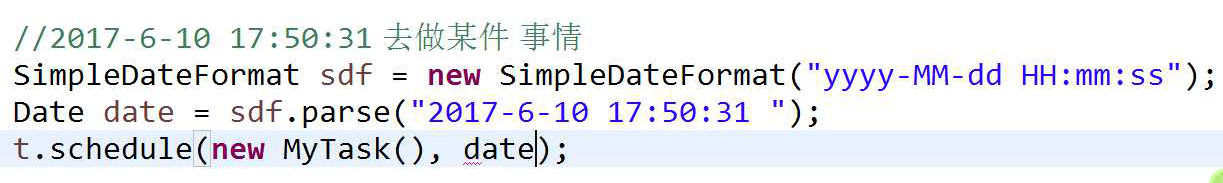 //2017-6-10 17:50:31 去做某件 事情
SimpleDateFormat sdf = new SimpleDateFormat("yyyy-MM-dd HH:mm:ss");
Date date = sdf.parse("2017-6-10 17:50:31 ");
t.schedule(new MyTask(), date);